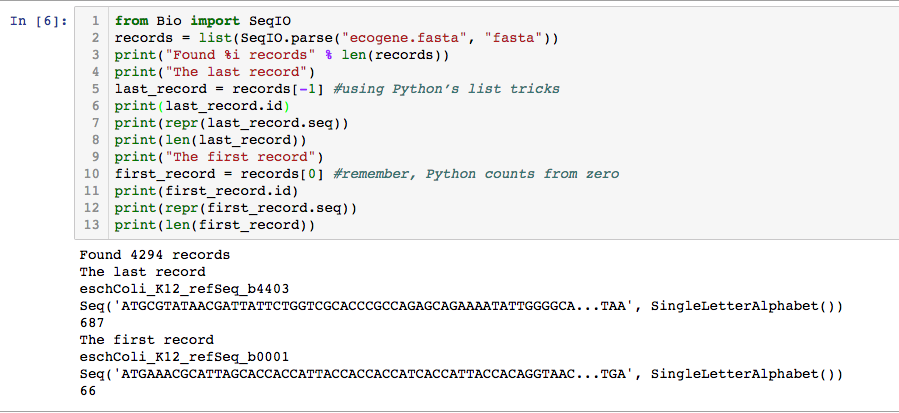 In [6]:
1 from Bio import SeqIO
2 records = list(SeqIO.parse("ecogene.fasta", "fasta"))
3 print("Found %i records" % len(records))
4 print("The last record")
5 last_record = records[-1] #using Python’s list tricks
6 print(last_record.id)
7 print(repr(last_record.seq))
8 print(len(last_record))
9 print("The first record")
10 first_record = records[0] #remember, Python counts from zero
11 print(first_record.id)
12 print(repr(first_record.seq))
13 print(len(first_record))
Found 4294 records
The last record
eschColi_K12_refSeq_b4403
Seq('ATGCGTATAACGATTATTCTGGTCGCACCCGCCAGAGCAGAAAATATTGGGGCA...TAA', SingleLetterAlphabet())
687
The first record
eschColi_K12_refSeq_b0001
Seq('ATGAAACGCATTAGCACCACCATTACCACCACCATCACCATTACCACAGGTAAC...TGA', SingleLetterAlphabet())
66